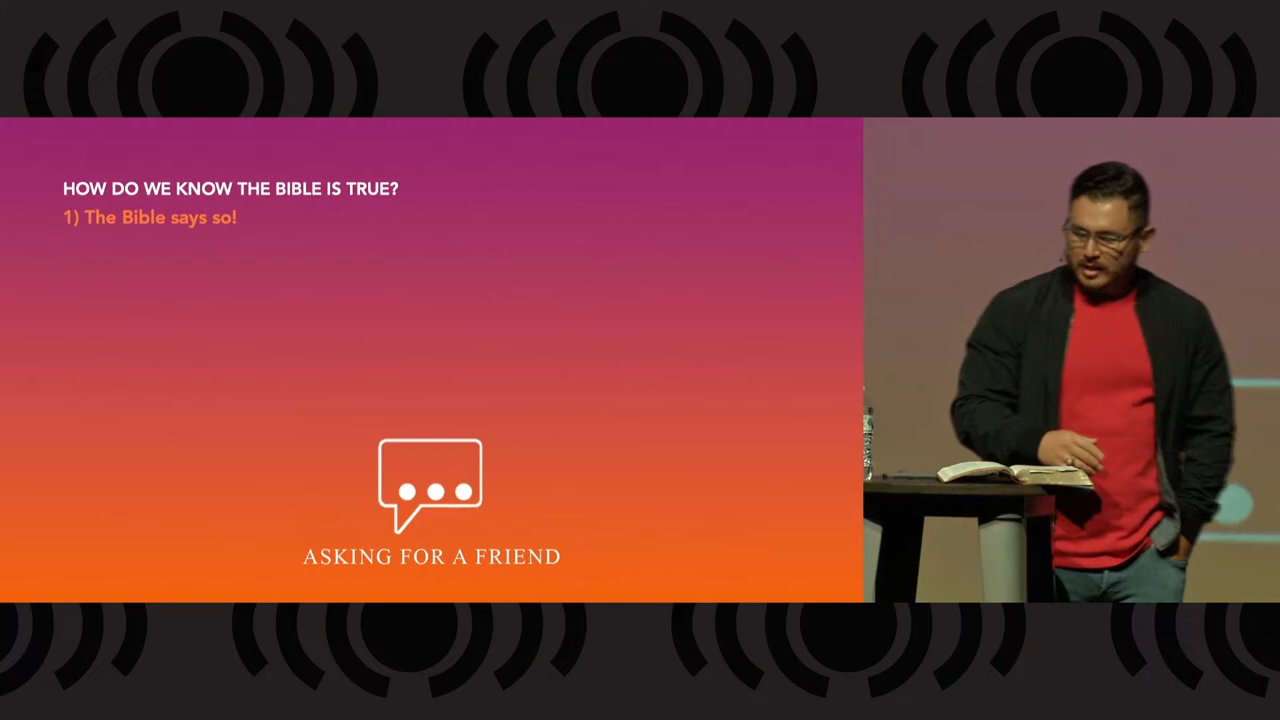 HOW DO WE KNOW THE BIBLE IS TRUE?
1) The Bible says so!
ASKING FOR A FRIEND